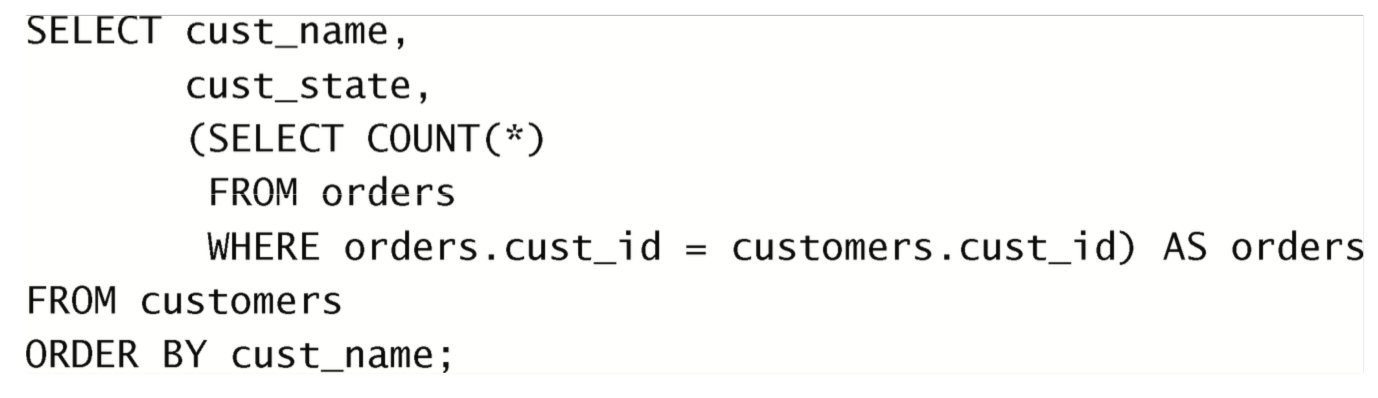 SELECT cust_name,
cust_state,
(SELECT COUNT(*)
FROM orders
WHERE orders.cust_id = customers.cust_id) AS orders
FROM customers
ORDER BY cust_name;